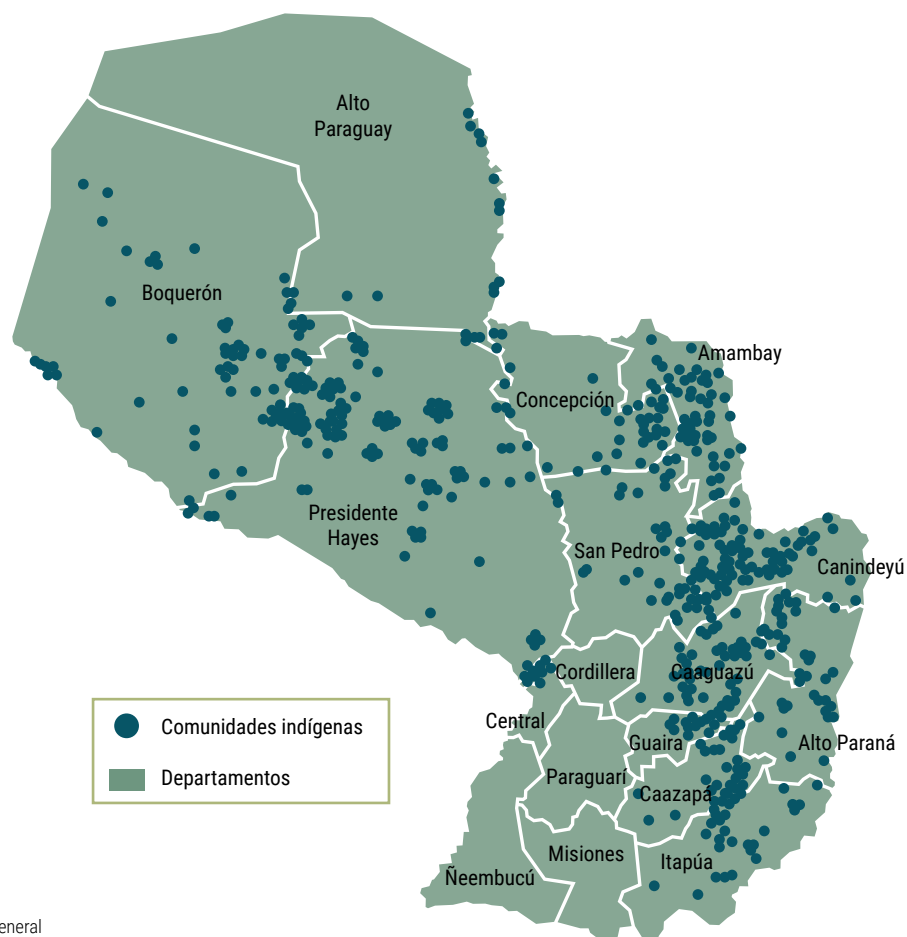 Alto
Paraguay
Boquerón
Amambay
Concepción
Presidente
Hayes
San Pedro
Canindeyú
Cordillera
Caaguazú
Central
Guaira
Alto Paraná
Paraguarí
Caazapá
Misiones
Itapúa
Ñeembucú
Comunidades indígenas
Departamentos
eneral